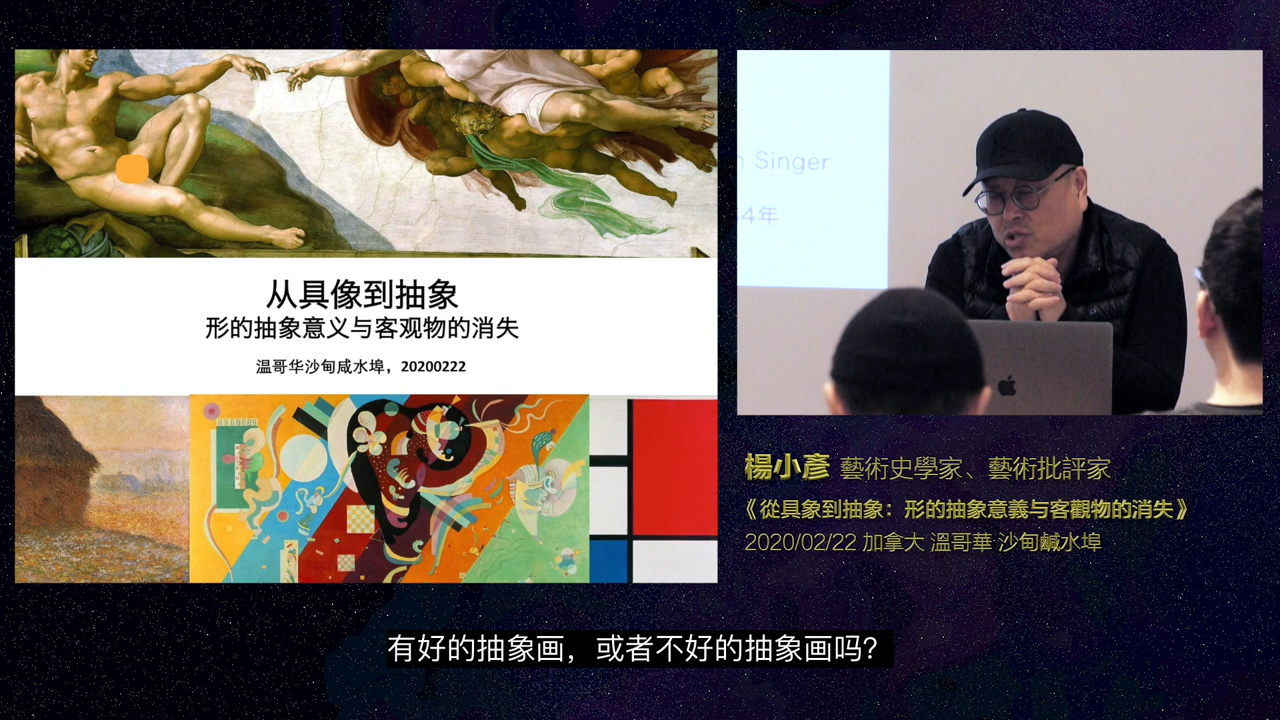 从具像到抽象
形的抽象意义与客观物的消失
温哥华沙甸咸水埠，20200222
Singer
4年
楊小彥 藝術史學家、藝術批評家
《從具象到抽象：形的抽象意義与客觀物的消失》
2020/02/22 加拿大 溫哥華 沙甸鹹水埠
有好的抽象画，或者不好的抽象画吗？